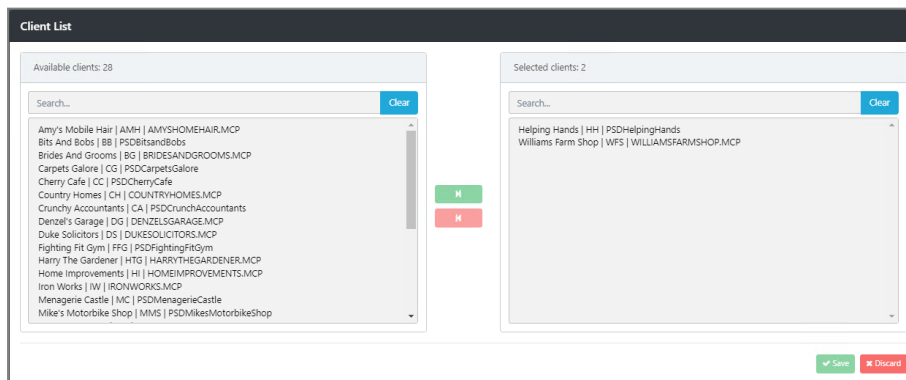 Client List
Available clients: 28
Search...
Clear
Amy's Mobile Hair | AMH | AMYSHOMEHAIR.MCP
Bits And Bobs | BB | PSDBitsandBobs
Brides And Grooms | BG | BRIDESANDGROOMS.MCP
Carpets Galore | CG | PSDCarpetsGalore
Cherry Cafe | CC | PSDCherryCafe
Country Homes | CH | COUNTRYHOMES.MCP
Crunchy Accountants | CA | PSDCrunchAccountants
Denzel's Garage | DG | DENZELSGARAGE.MCP
Duke Solicitors | DS | DUKESOLICITORS.MCP
Fighting Fit Gym | FFG | PSDFightingFitGym
Harry The Gardener | HTG | HARRYTHEGARDENER.MCP
Home Improvements | HI | HOMEIMPROVEMENTS.MCP
Iron Works | IW | IRONWORKS.MCP
Menagerie Castle | MC | PSDMenagerieCastle
Mike's Motorbike Shop | MMS | PSDMikesMotorbikeShop
Selected clients: 2
Search...
Clear
Helping Hands | HH | PSDHelpingHands
Williams Farm Shop | WFS | WILLIAMSFARMSHOP.MCP
Save
Discard